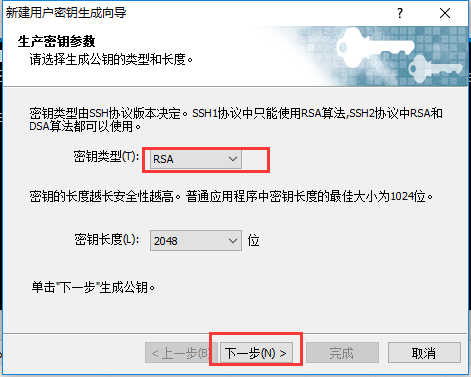 新建用户密钥生成向导
生产密钥参数
请选择生成公钥的类型和长度。
密钥类型由SSH协议版本决定。SSH1协议中只能使用RSA算法,SSH2协议中RSA和
DSA算法都可以使用。
密钥类型(T): RSA
密钥的长度越长安全性越高。普通应用程序中密钥长度的最佳大小为1024位。
密钥长度(L): 2048 位
单击"下一步"生成公钥。
< 上一步(B) 下一步(N) > 完成 取消